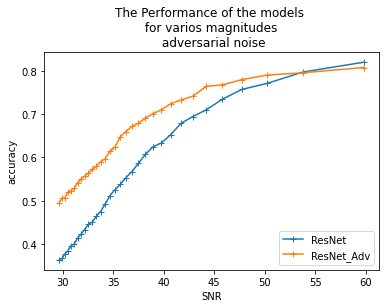 The Performance of the models
for varios magnitudes
adversarial noise
accuracy
0.8
0.7
0.6
0.5
0.4
30
35
40
45
50
55
60
SNR
ResNet
ResNet_Adv